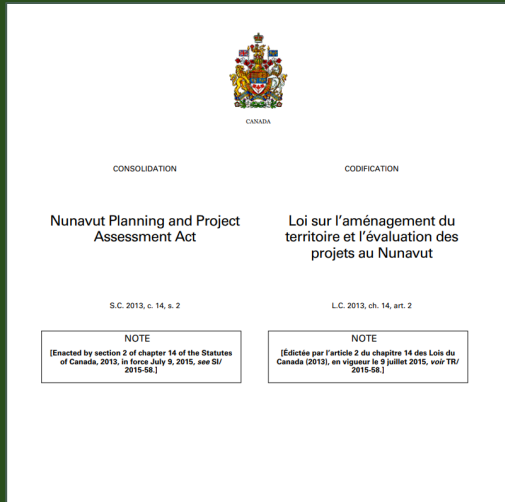 CANADA
CONSOLIDATION
Nunavut Planning and Project
Assessment Act
S.C. 2013, c. 14, s. 2
NOTE
[Enacted by section 2 of chapter 14 of the Statutes
of Canada, 2013, in force July 9, 2015, see SI/
2015-58.]
CODIFICATION
Loi sur l'aménagement du
territoire et l'évaluation des
projets au Nunavut
L.C. 2013, ch. 14, art. 2
NOTE
[Édictée par l'article 2 du chapitre 14 des Lois du
Canada (2013), en vigueur le 9 juillet 2015, voir TR/
2015-58.]